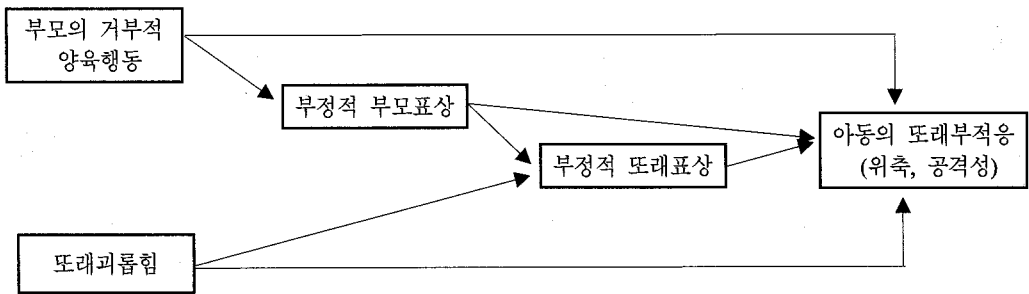 부모의 거부적
양육행동
부정적 부모표상
아동의 또래부적응
(위축, 공격성)
부정적 또래표상
또래괴롭힘